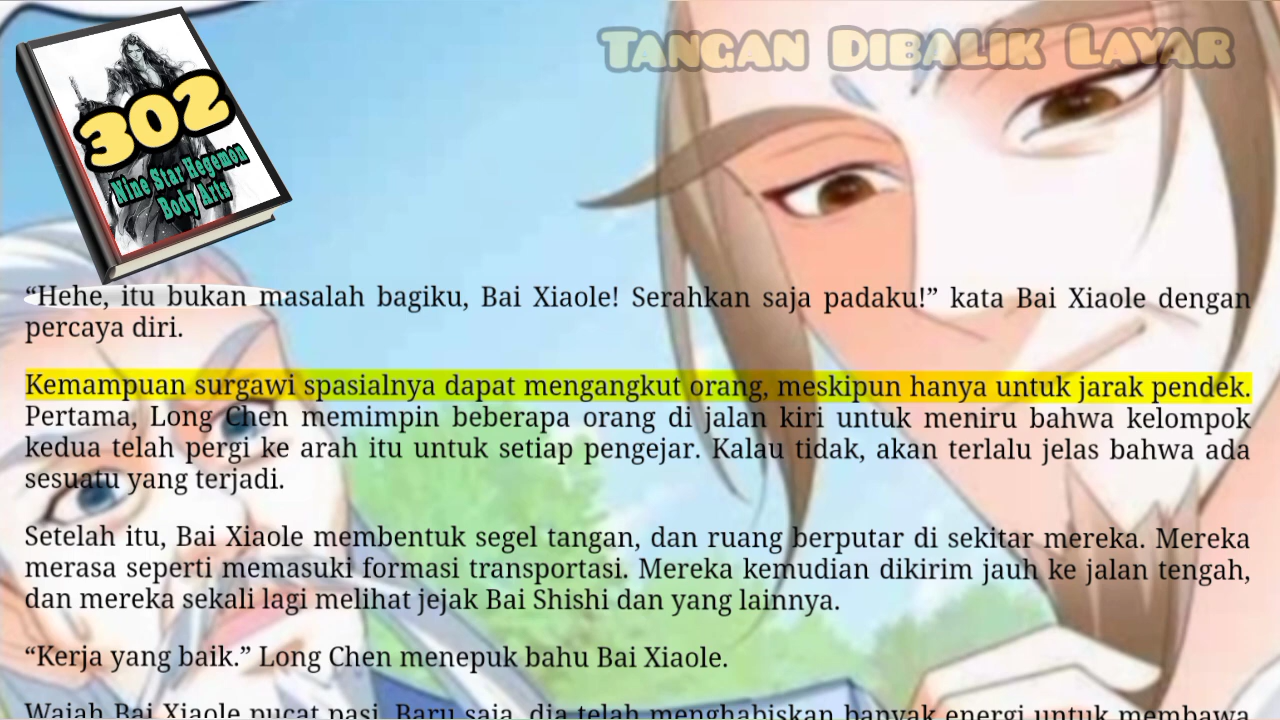 TANGAN DIBALIK LAYAR
302
Nine Star Hegemon
Body Arts
“Hehe, itu bukan masalah bagiku, Bai Xiaole! Serahkan saja padaku!” kata Bai Xiaole dengan
percaya diri.
Kemampuan surgawi spasialnya dapat mengangkut orang, meskipun hanya untuk jarak pendek.
Pertama, Long Chen memimpin beberapa orang di jalan kiri untuk meniru bahwa kelompok
kedua telah pergi ke arah itu untuk setiap pengejar. Kalau tidak, akan terlalu jelas bahwa ada
sesuatu yang terjadi.
Setelah itu, Bai Xiaole membentuk segel tangan, dan ruang berputar di sekitar mereka. Mereka
merasa seperti memasuki formasi transportasi. Mereka kemudian dikirim jauh ke jalan tengah,
dan mereka sekali lagi melihat jejak Bai Shishi dan yang lainnya.
“Kerja yang baik.” Long Chen menepuk bahu Bai Xiaole.
Wajah Bai Xiaole pucat pasi. Baru saja, dia telah menghabiskan banyak energi untuk membawa